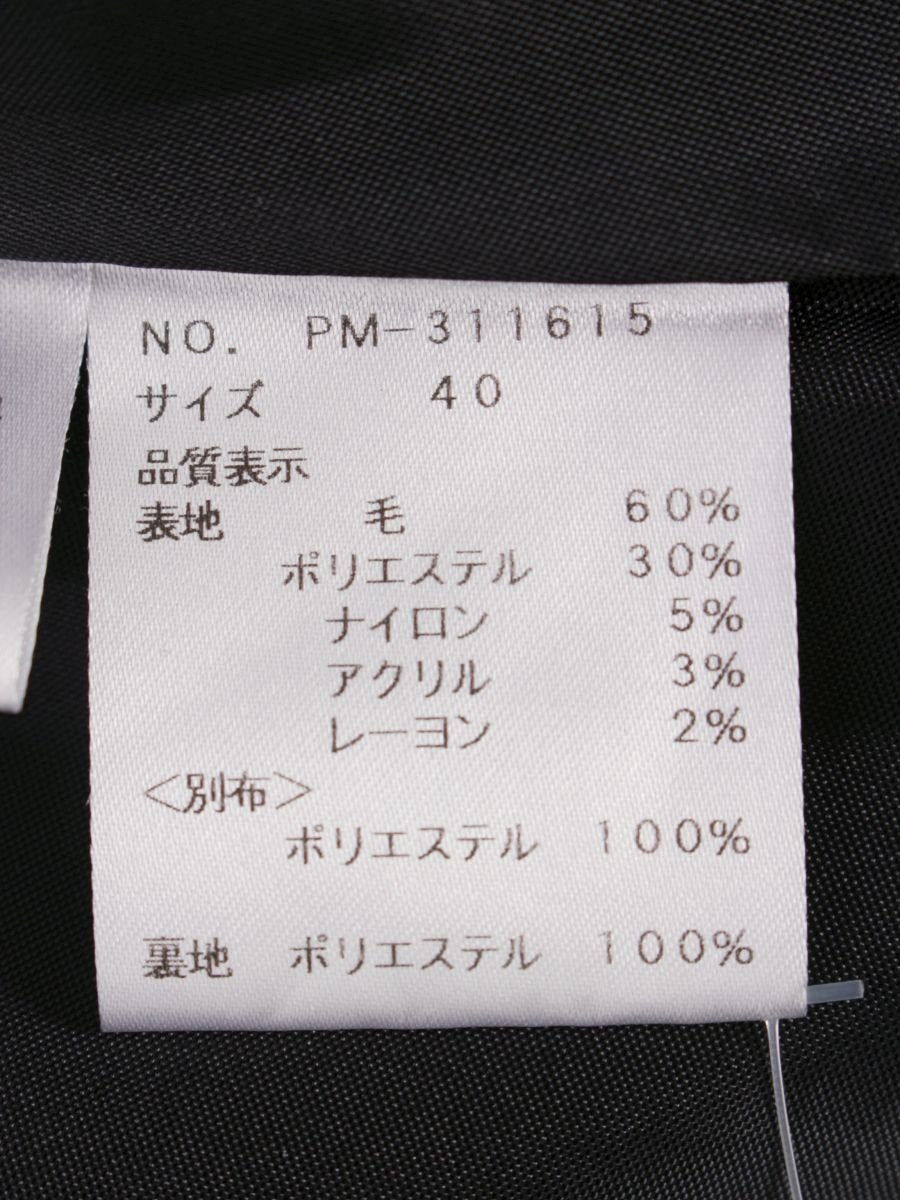 NO. PM-311615
サイズ 40
品質表示
表地 毛 60%
ポリエステル 30%
ナイロン 5%
アクリル 3%
レーヨン 2%
<別布>
ポリエステル 100%
裏地 ポリエステル 100%